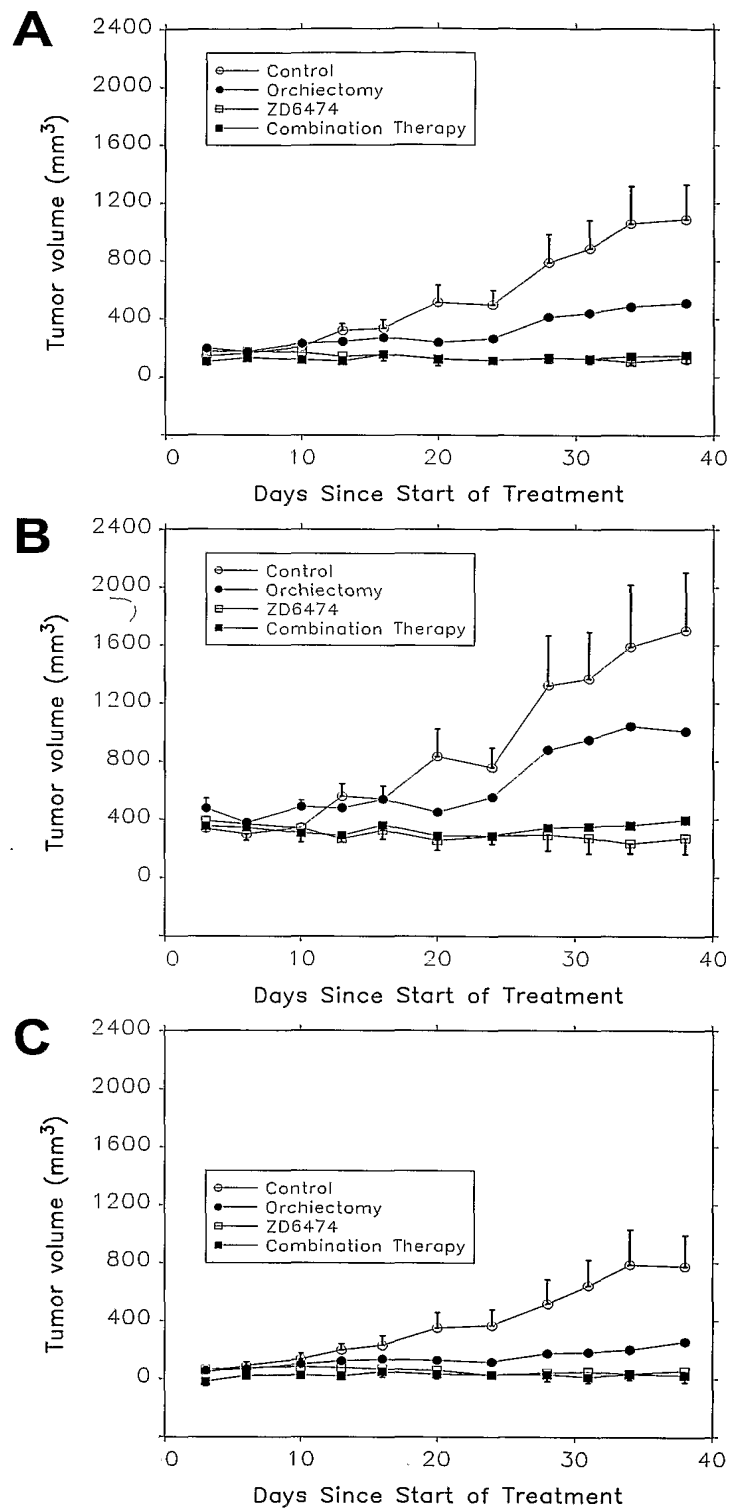 A
2400
2000
1600
1200
800
400
0
Tumor volume (mm³)
Control
Orchiectomy
ZD6474
Combination Therapy
0 10 20 30 40
Days Since Start of Treatment
B
2400
2000
1600
1200
800
400
0
Tumor volume (mm³)
Control
Orchiectomy
ZD6474
Combination Therapy
0 10 20 30 40
Days Since Start of Treatment
C
2400
2000
1600
1200
800
400
0
Tumor volume (mm³)
Control
Orchiectomy
ZD6474
Combination Therapy
0 10 20 30 40
Days Since Start of Treatment